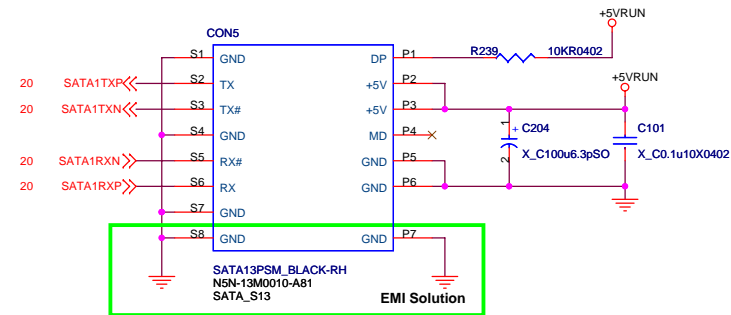 +5VRUN
CON5
S1 GND DP P1 R239 10KR0402
20 SATA1TXP S2 TX +5V P2 +5VRUN
20 SATA1TXN S3 TX# +5V P3
S4 GND MD P4 1 + C204 C101
20 SATA1RXN S5 RX# GND P5 2 X_C100u6.3pSO X_C0.1u10X0402
20 SATA1RXP S6 RX GND P6
S7 GND
S8 GND GND P7
SATA13PSM_BLACK-RH
N5N-13M0010-A81
SATA_S13 EMI Solution